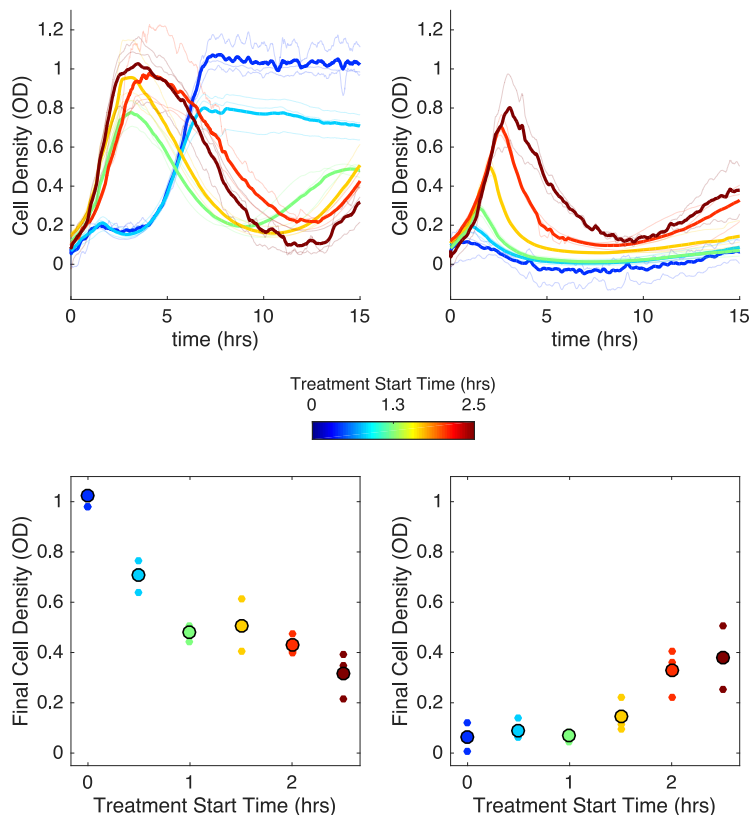 1.2
1
0.8
0.6
0.4
0.2
0
Cell Density (OD)
0 5 10 15
time (hrs)
1.2
1
0.8
0.6
0.4
0.2
0
Cell Density (OD)
0 5 10 15
time (hrs)
Treatment Start Time (hrs)
0 1.3 2.5
1
0.8
0.6
0.4
0.2
0
Final Cell Density (OD)
0 1 2
Treatment Start Time (hrs)
1
0.8
0.6
0.4
0.2
0
Final Cell Density (OD)
0 1 2
Treatment Start Time (hrs)